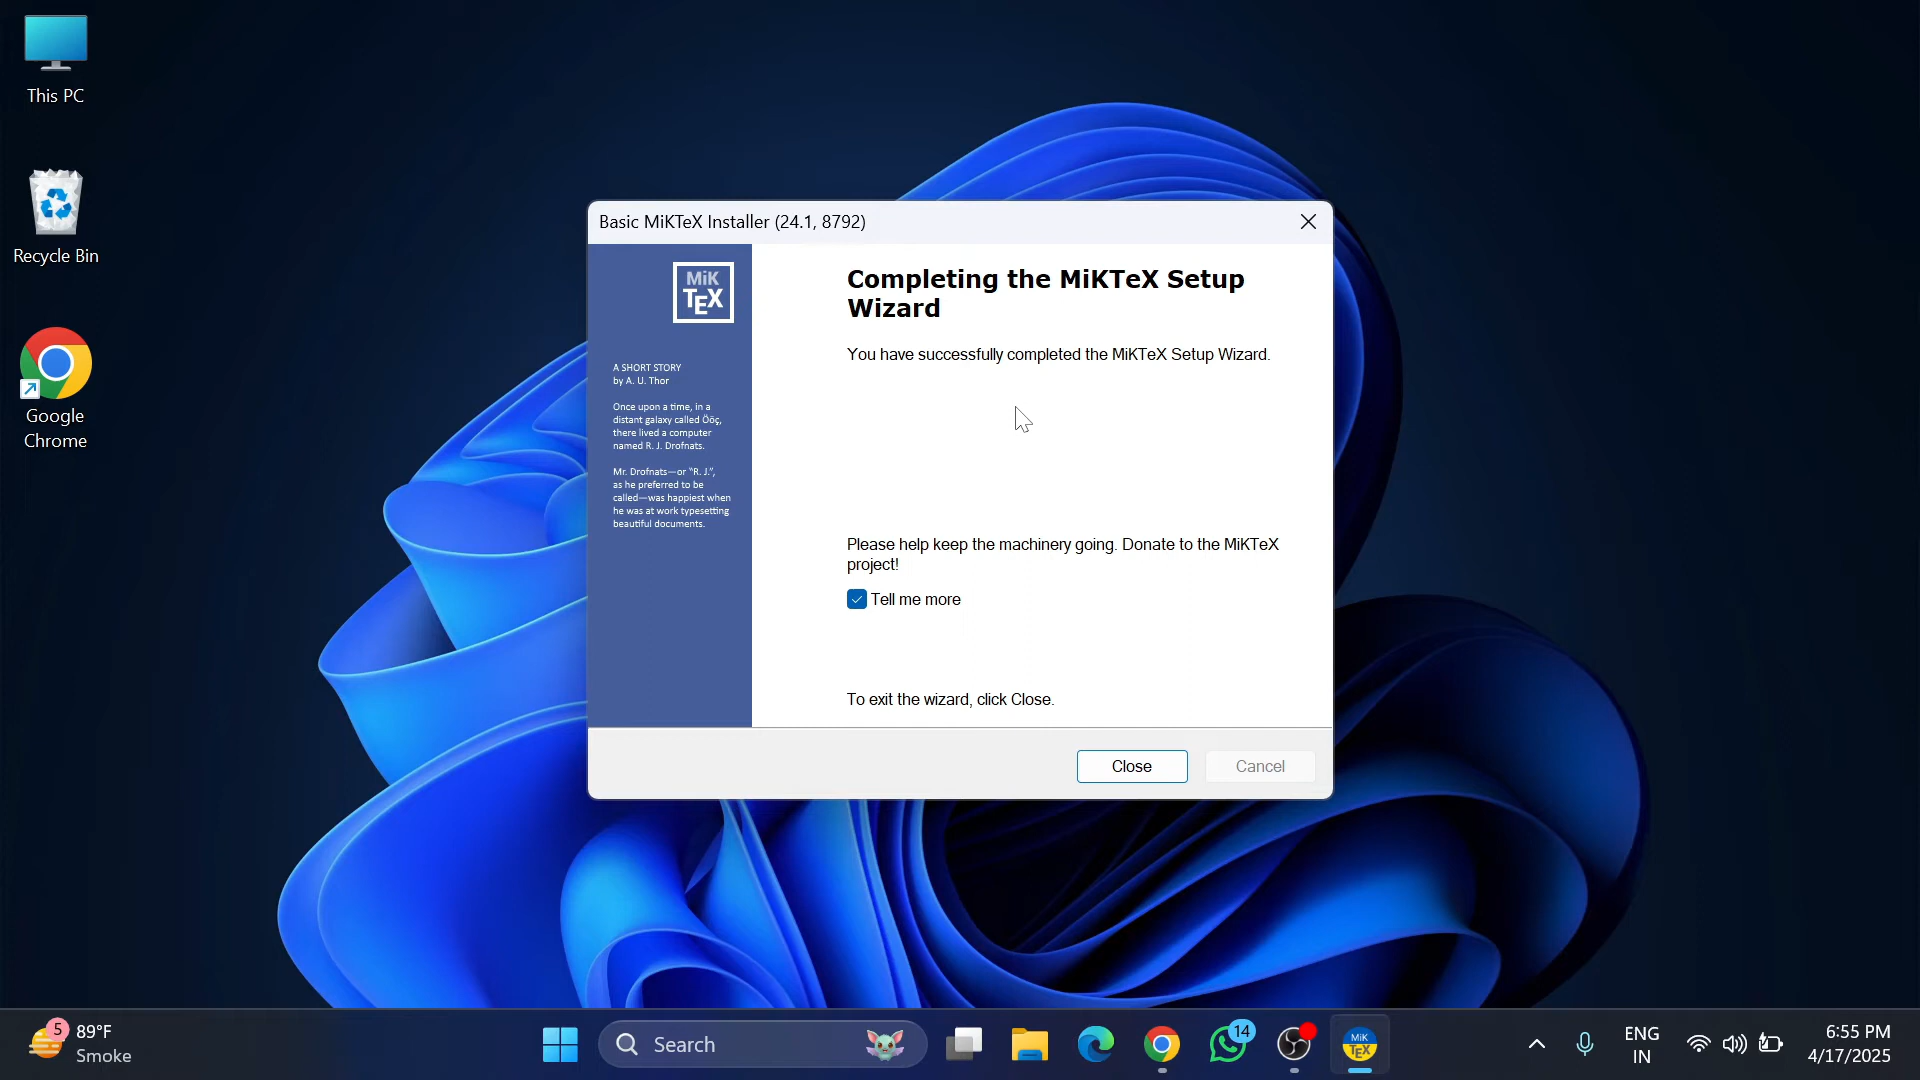 This PC
Recycle Bin
Google
Chrome
Basic MiKTeX Installer (24.1, 8792)
MiK
TEX
A SHORT STORY
by A. U. Thor
Once upon a time, in a
distant galaxy called Ööç,
there lived a computer
named R. J. Drofnats.
Mr. Drofnats—or “R. J.”,
as he preferred to be
called—was happiest when
he was at work typesetting
beautiful documents.
Completing the MiKTeX Setup
Wizard
You have successfully completed the MiKTeX Setup Wizard.
Please help keep the machinery going. Donate to the MiKTeX
project!
Tell me more
To exit the wizard, click Close.
Close
Cancel
5
89°F
Smoke
Search
14
MiK
TEX
ENG
IN
6:55 PM
4/17/2025